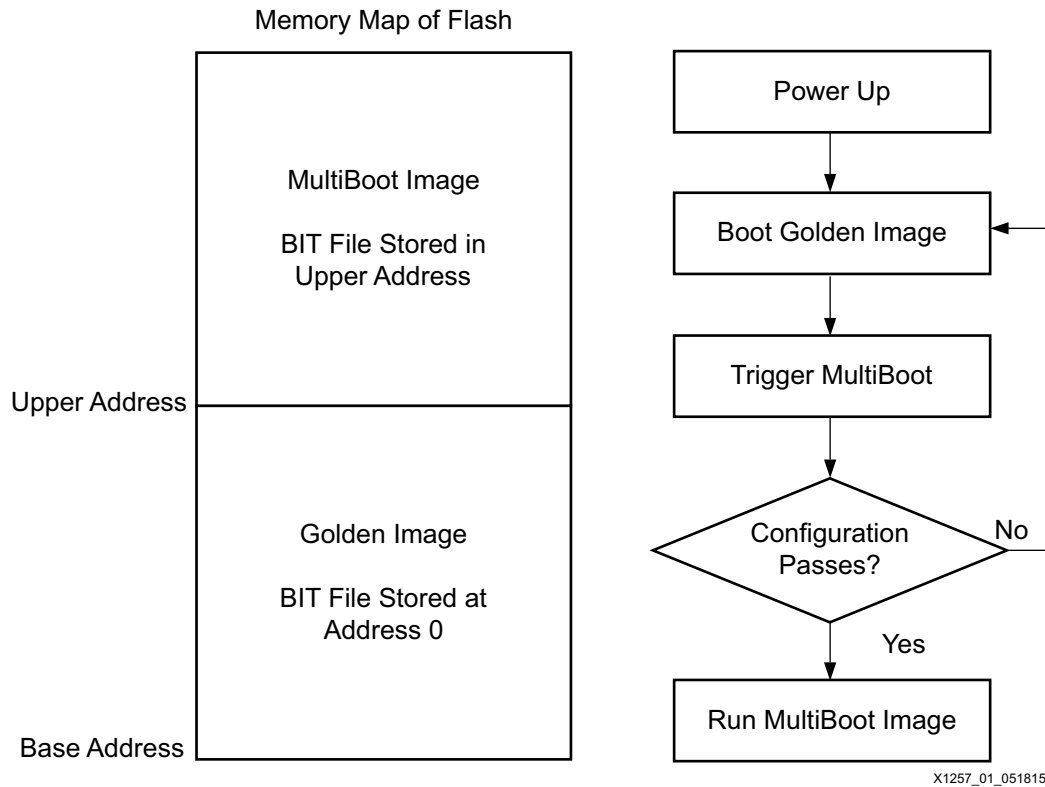 Memory Map of Flash
MultiBoot Image
BIT File Stored in
Upper Address
Upper Address
Golden Image
BIT File Stored at
Address 0
Base Address
Power Up
Boot Golden Image
Trigger MultiBoot
Configuration
Passes?
No
Yes
Run MultiBoot Image
X1257_01_051815